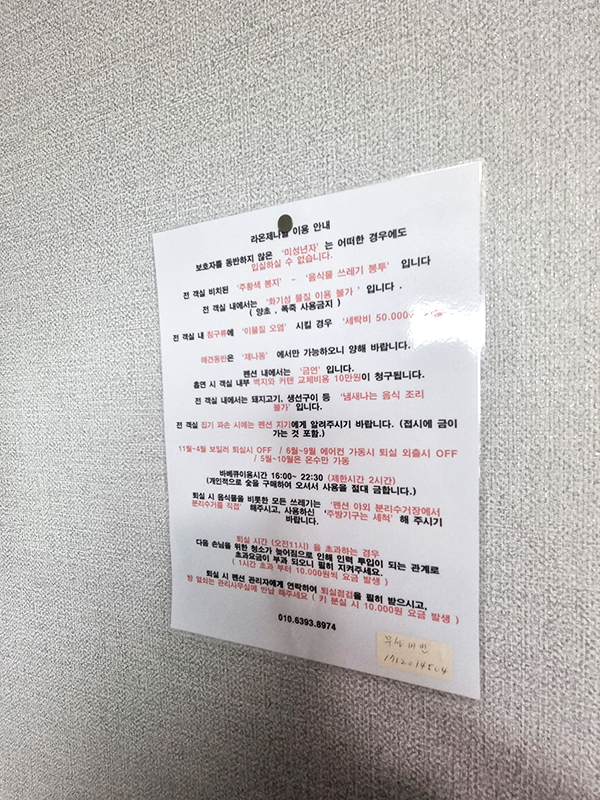 라온제나펜 이용 안내
보호자를 동반하지 않은 '미성년자' 는 어떠한 경우에도
입실하실 수 없습니다.
전 객실 비치된 '주황색 봉지' - '음식물 쓰레기 봉투' 입니다
전 객실 내에서는 '화기성 물질 이용 불가 ' 입니다 .
( 양초 , 폭죽 사용금지 )
전 객실 내 침구류에 '이물질 오염' 시킬 경우 '세탁비 50.000
애견동반은 '제나동' 에서만 가능하오니 양해 바랍니다.
펜션 내에서는 '금연' 입니다.
흡연 시 객실 내부 벽지와 커텐 교체비용 10만원이 청구됩니다.
전 객실 내에서는 돼지고기, 생선구이 등 '냄새나는 음식 조리
불가' 입니다.
전 객실 집기 파손 시에는 펜션 지기에게 알려주시기 바랍니다. (접시에 금이
가는 것 포함.)
11월~4월 보일러 퇴실시 OFF / 6월~9월 에어컨 가동시 퇴실 외출시 OFF
/ 5월~10월은 온수만 가동
바베큐이용시간 16:00~ 22:30 (제한시간 2시간)
(개인적으로 숯을 구매하여 오셔서 사용을 절대 금합니다.)
퇴실 시 음식물을 비롯한 모든 쓰레기는 '펜션 야외 분리수거장에서
분리수거를 직접' 해주시고, 사용하신 '주방기구는 세척' 해 주시기
바랍니다.
퇴실 시간 (오전11시) 을 초과하는 경우
다음 손님을 위한 청소가 늦어짐으로 인해 인력 투입이 되는 관계로
초과요금이 부과 되오니 필히 지켜주세요.
( 1시간 초과 부터 10.000원씩 요금 발생 )
퇴실 시 펜션 관리자에게 연락하여 퇴실점검을 필히 받으시고,
방 열쇠는 관리사무실에 반납 해주세요 ( 키 분실 시 10.000원 요금 발생 )
010.6393.8974
무상 비번
1712014504